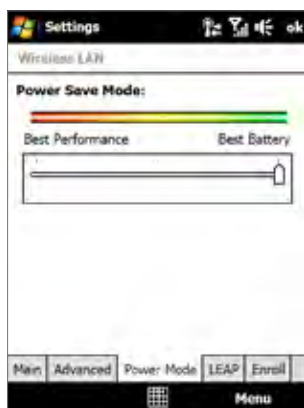 Settings ok
Wireless LAN
Power Save Mode:
Best Performance Best Battery
Main Advanced Power Mode LEAP Enroll
Menu